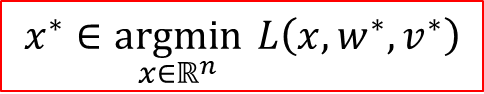 x* ∈ argmin L(x, w*, v*)
x∈ℝⁿ